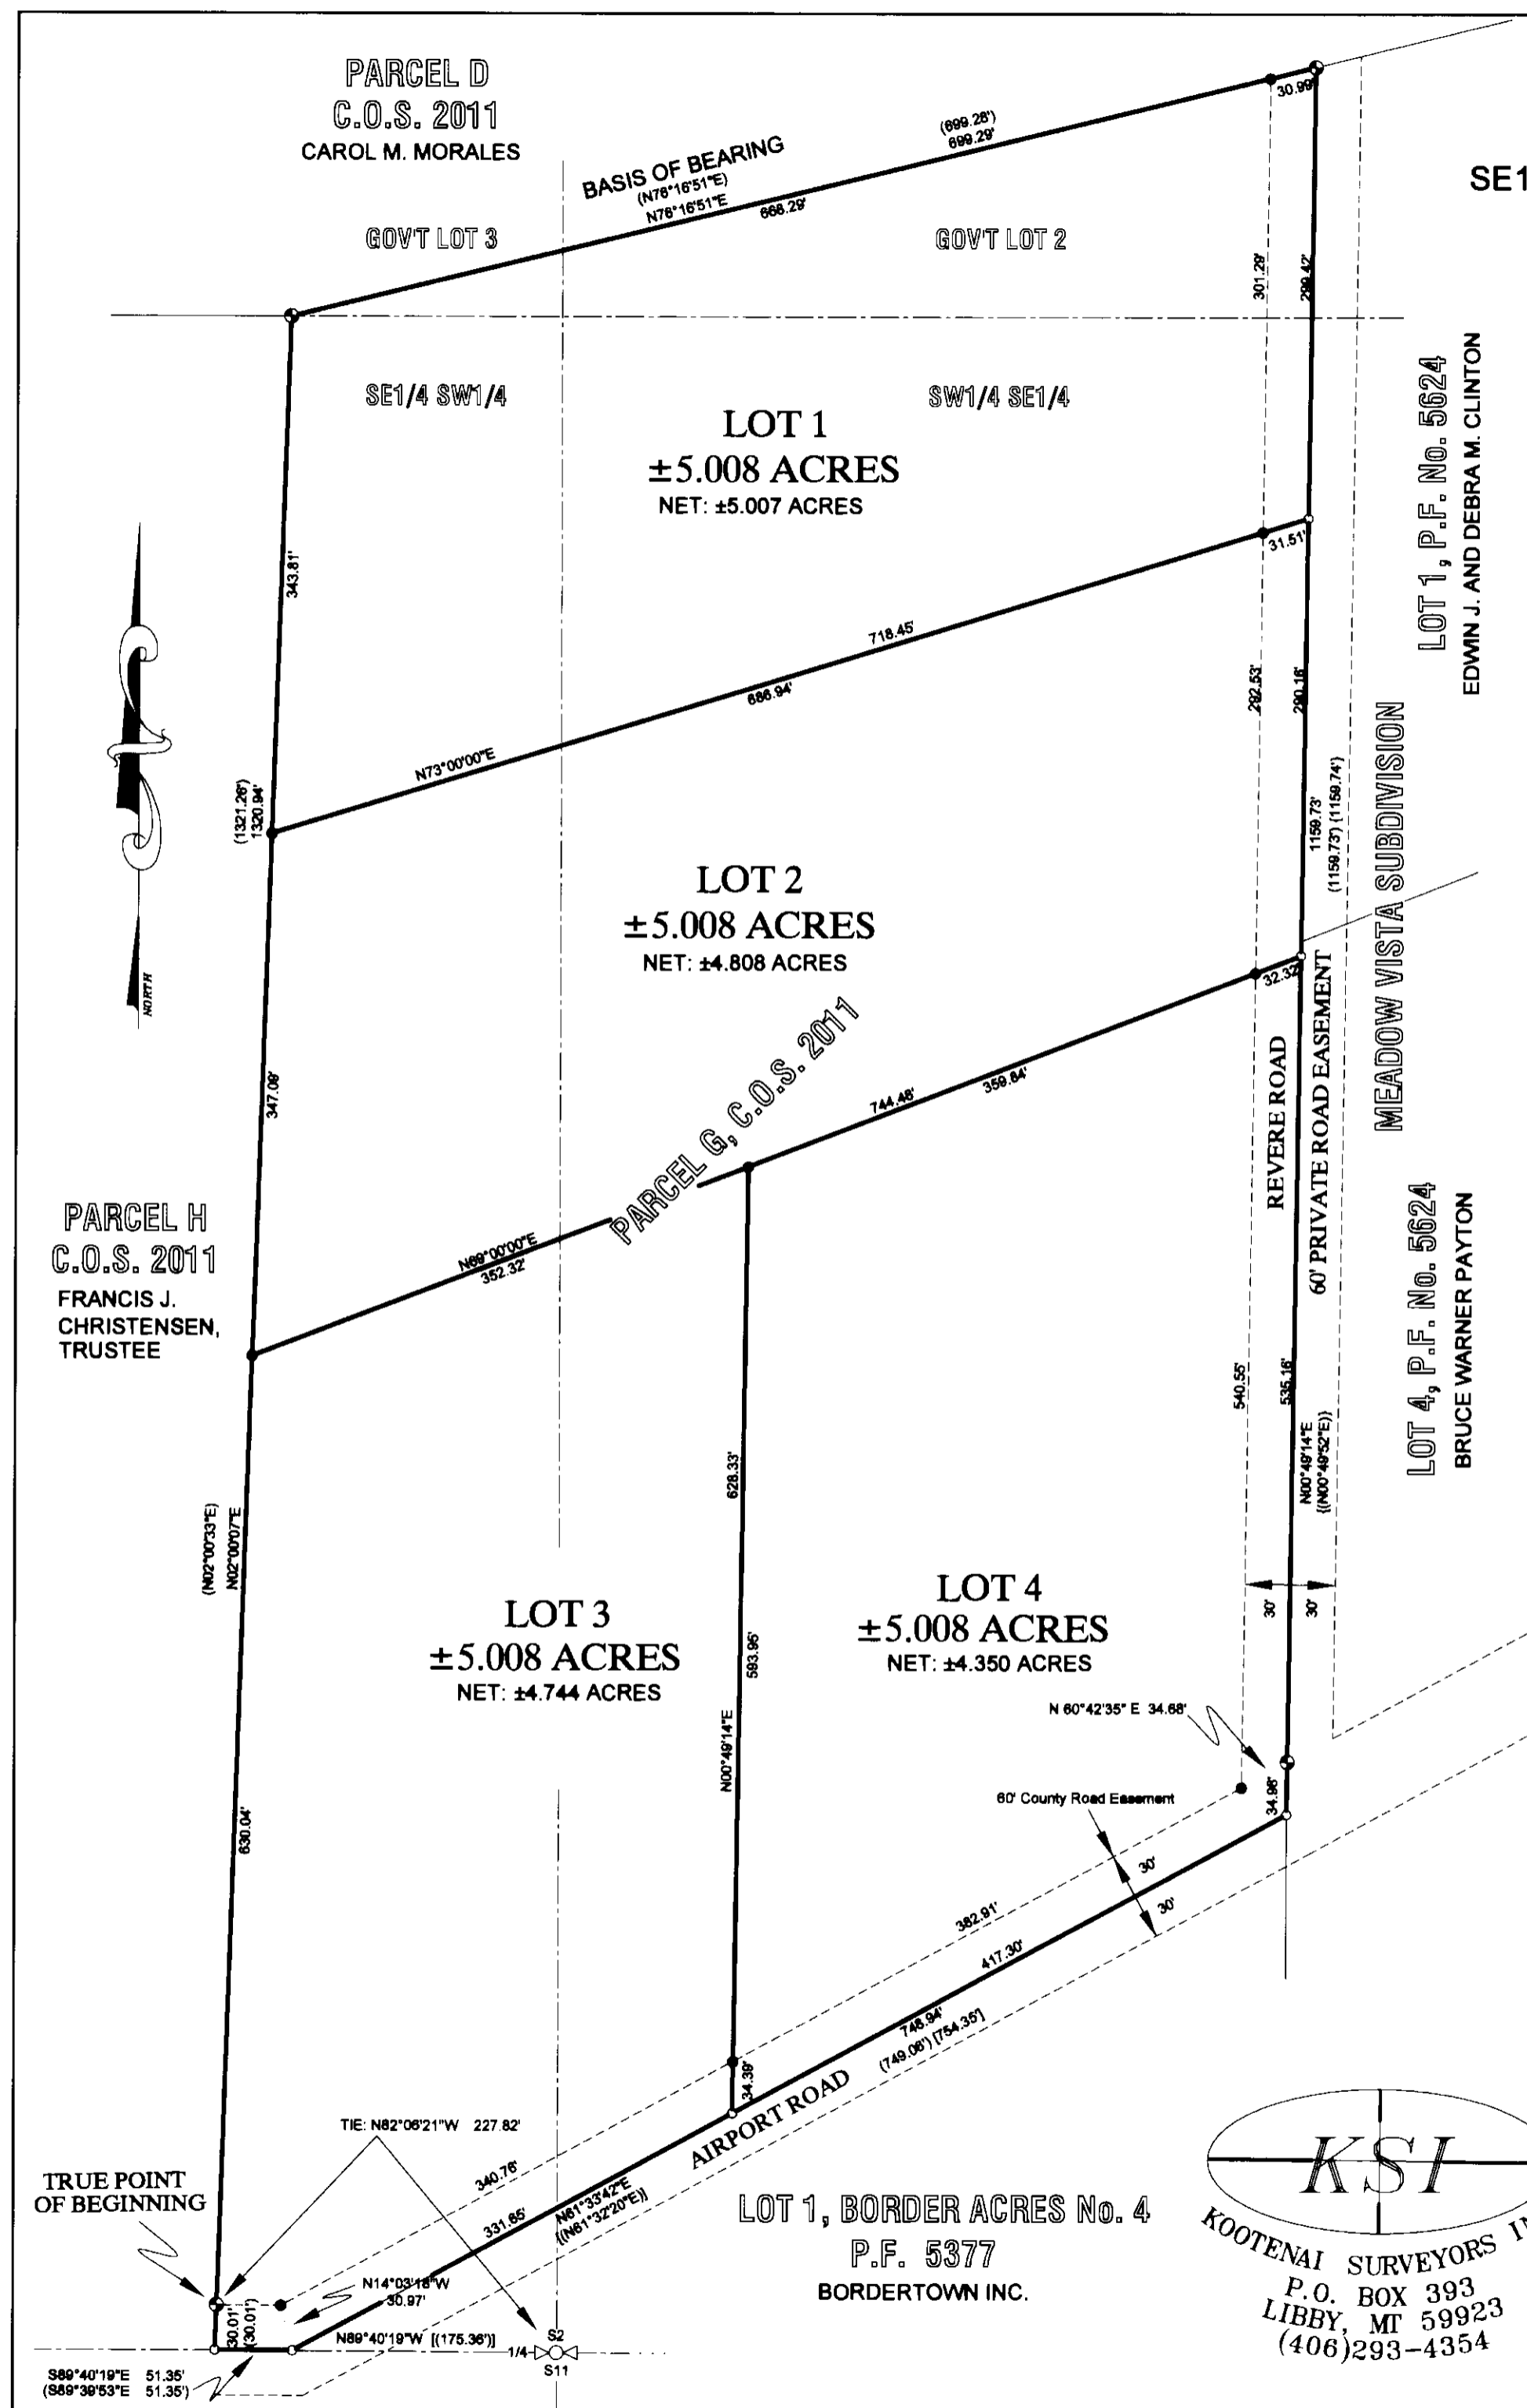 PARCEL D
C.O.S. 2011
CAROL M. MORALES
BASIS OF BEARING
(N76°16'51"E)
N76°16'51"E
668.29'
(699.28')
699.29'
30.99'
SE1
GOV'T LOT 3
GOV'T LOT 2
301.29'
299.42'
SE1/4 SW1/4
SW1/4 SE1/4
LOT 1
±5.008 ACRES
NET: ±5.007 ACRES
343.81'
31.51'
718.45'
686.94'
N73°00'00"E
LOT 1, P.F. No. 5624
EDWIN J. AND DEBRA M. CLINTON
292.53'
290.16'
(1321.26')
1320.94'
NORTH
1159.73'
(1159.73') {1159.74'}
MEADOW VISTA SUBDIVISION
LOT 2
±5.008 ACRES
NET: ±4.808 ACRES
32.32'
347.09'
744.48'
359.84'
PARCEL G, C.O.S. 2011
N69°00'00"E
352.32'
REVERE ROAD
60' PRIVATE ROAD EASEMENT
PARCEL H
C.O.S. 2011
FRANCIS J.
CHRISTENSEN,
TRUSTEE
LOT 4, P.F. No. 5624
BRUCE WARNER PAYTON
540.55'
535.16'
N00°49'14"E
{(N00°49'52"E)}
628.33'
593.95'
N00°49'14"E
(N02°00'33"E)
N02°00'07"E
30'
30'
LOT 3
±5.008 ACRES
NET: ±4.744 ACRES
LOT 4
±5.008 ACRES
NET: ±4.350 ACRES
N 60°42'35" E 34.68'
60' County Road Easement
34.98'
630.04'
30'
30'
382.91'
417.30'
748.94'
(749.08') [754.35']
34.39'
AIRPORT ROAD
TIE: N82°06'21"W 227.82'
340.76'
331.65'
N61°33'42"E
[(N61°32'20"E)]
TRUE POINT
OF BEGINNING
N14°03'18"W
30.97'
30.01'
(30.01')
N89°40'19"W [(175.36')]
1/4
S2
S11
S89°40'19"E 51.35'
(S89°39'53"E 51.35')
LOT 1, BORDER ACRES No. 4
P.F. 5377
BORDERTOWN INC.
KSI
KOOTENAI SURVEYORS IN
P.O. BOX 393
LIBBY, MT 59923
(406)293-4354